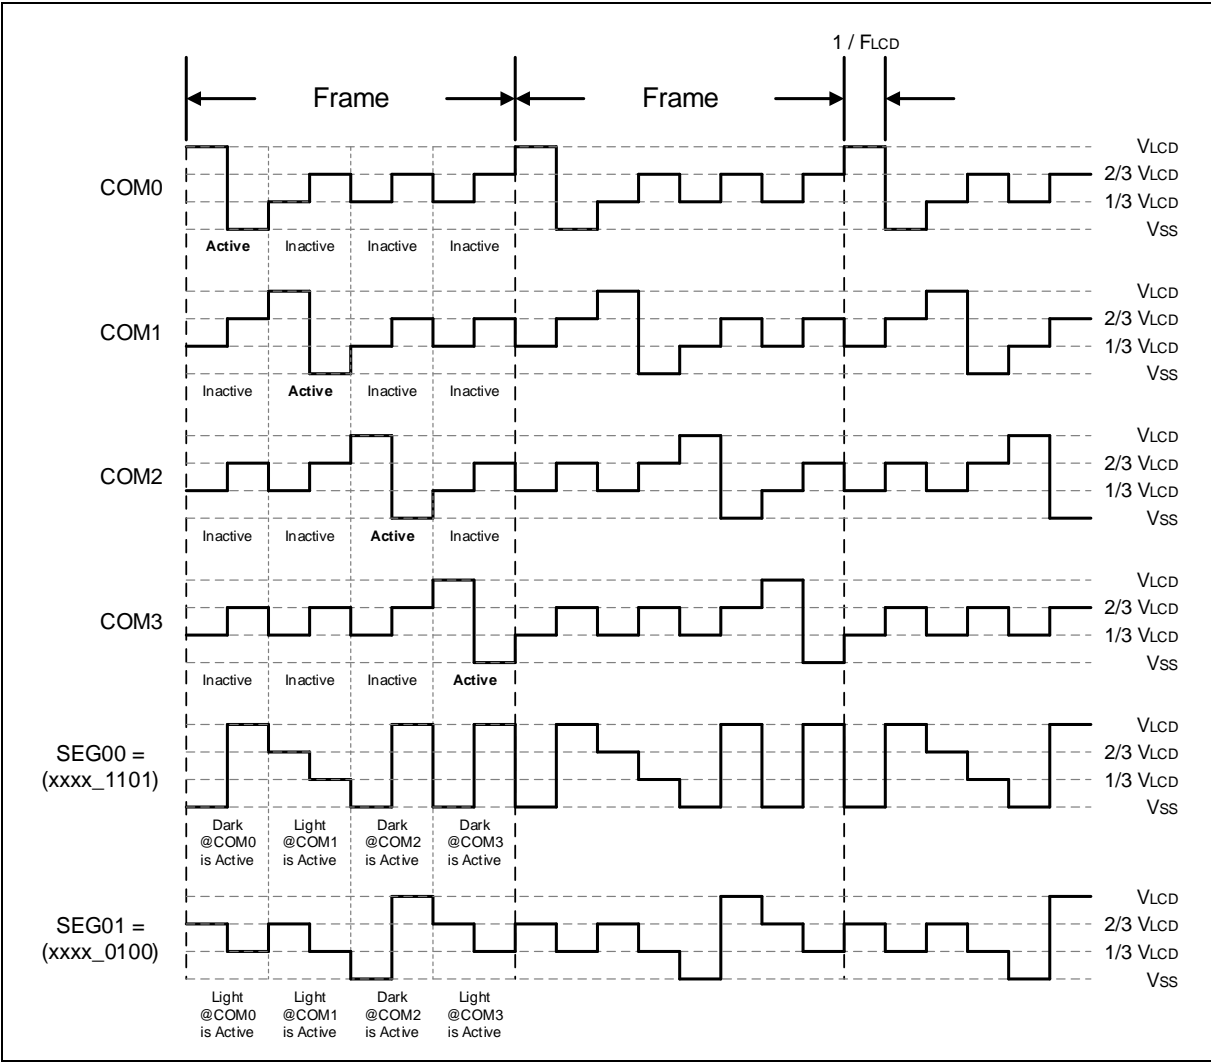 1 / FLCD
Frame
Frame
COM0
VLCD
2/3 VLCD
1/3 VLCD
VSS
Active
Inactive
Inactive
Inactive
COM1
VLCD
2/3 VLCD
1/3 VLCD
VSS
Inactive
Active
Inactive
Inactive
COM2
VLCD
2/3 VLCD
1/3 VLCD
VSS
Inactive
Inactive
Active
Inactive
COM3
VLCD
2/3 VLCD
1/3 VLCD
VSS
Inactive
Inactive
Inactive
Active
SEG00 =
(xxxx_1101)
VLCD
2/3 VLCD
1/3 VLCD
VSS
Dark
@COM0
is Active
Light
@COM1
is Active
Dark
@COM2
is Active
Dark
@COM3
is Active
SEG01 =
(xxxx_0100)
VLCD
2/3 VLCD
1/3 VLCD
VSS
Light
@COM0
is Active
Light
@COM1
is Active
Dark
@COM2
is Active
Light
@COM3
is Active